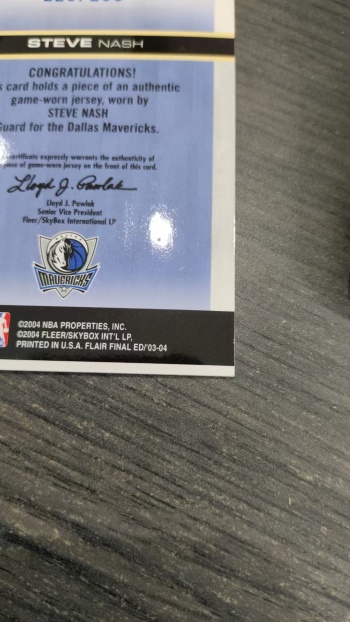 STEVE NASH
CONGRATULATIONS!
card holds a piece of an authentic
game-worn jersey, worn by
STEVE NASH
Guard for the Dallas Mavericks.
certificate expressly warrants the authenticity of
piece of game-worn jersey on the front of this card.
Lloyd J. Pawlak
Lloyd J. Pawlak
Senior Vice President
Fleer/SkyBox International LP
MAVERICKS
©2004 NBA PROPERTIES, INC.
©2004 FLEER/SKYBOX INT'L LP,
PRINTED IN U.S.A. FLAIR FINAL ED/'03-04